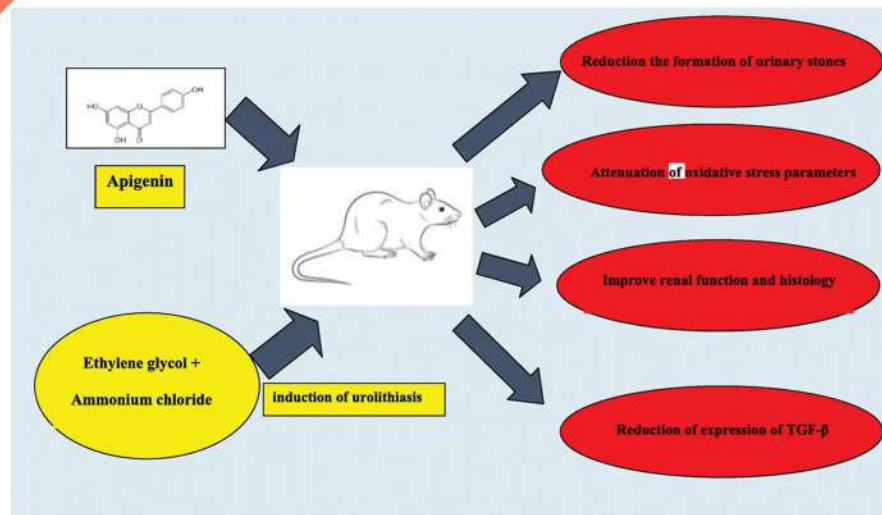 HO
O
OH
OH
O
Apigenin
Ethylene glycol +
Ammonium chloride
induction of urolithiasis
Reduction the formation of urinary stones
Attenuation of oxidative stress parameters
Improve renal function and histology
Reduction of expression of TGF-β